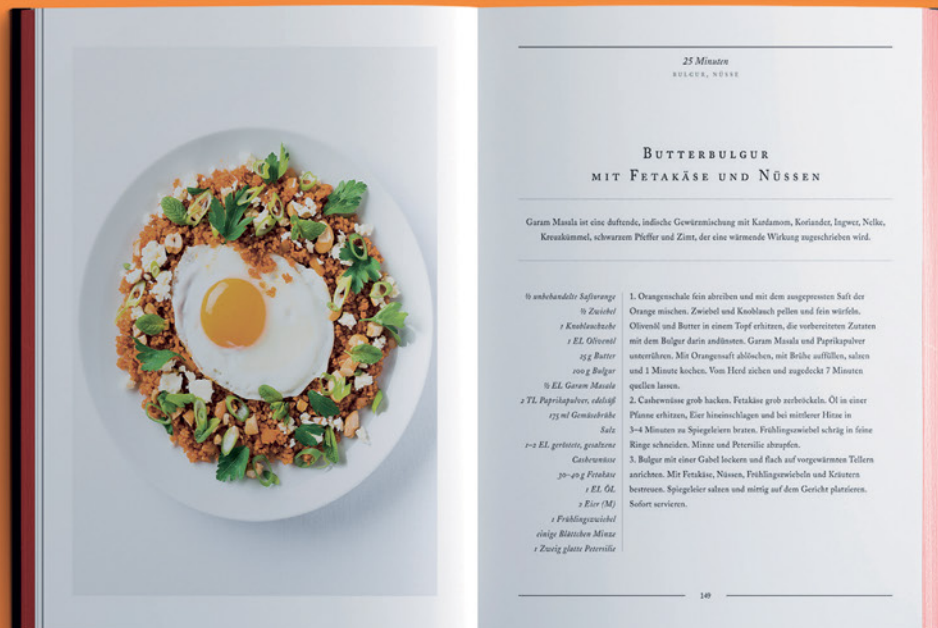 25 Minuten
BULGUR, NÜSSE
BUTTERBULGUR
MIT FETAKÄSE UND NÜSSEN
Garam Masala ist eine duftende, indische Gewürzmischung mit Kardamom, Koriander, Ingwer, Nelke,
Kreuzkümmel, schwarzem Pfeffer und Zimt, der eine wärmende Wirkung zugeschrieben wird.
½ unbehandelte Saftorange
½ Zwiebel
1 Knoblauchzehe
1 EL Olivenöl
25 g Butter
100 g Bulgur
½ EL Garam Masala
2 TL Paprikapulver, edelsüß
175 ml Gemüsebrühe
Salz
1–2 EL geröstete, gesalzene
Cashewnüsse
30–40 g Fetakäse
1 EL ÖL
2 Eier (M)
1 Frühlingszwiebel
einige Blättchen Minze
1 Zweig glatte Petersilie
1. Orangenschale fein abreiben und mit dem ausgepressten Saft der
Orange mischen. Zwiebel und Knoblauch pellen und fein würfeln.
Olivenöl und Butter in einem Topf erhitzen, die vorbereiteten Zutaten
mit dem Bulgur darin andünsten. Garam Masala und Paprikapulver
unterrühren. Mit Orangensaft ablöschen, mit Brühe auffüllen, salzen
und 1 Minute kochen. Vom Herd ziehen und zugedeckt 7 Minuten
quellen lassen.
2. Cashewnüsse grob hacken. Fetakäse grob zerbröckeln. Öl in einer
Pfanne erhitzen, Eier hineinschlagen und bei mittlerer Hitze in
3–4 Minuten zu Spiegeleiern braten. Frühlingszwiebel schräg in feine
Ringe schneiden. Minze und Petersilie abzupfen.
3. Bulgur mit einer Gabel lockern und flach auf vorgewärmten Tellern
anrichten. Mit Fetakäse, Nüssen, Frühlingszwiebeln und Kräutern
bestreuen. Spiegeleier salzen und mittig auf dem Gericht platzieren.
Sofort servieren.
149